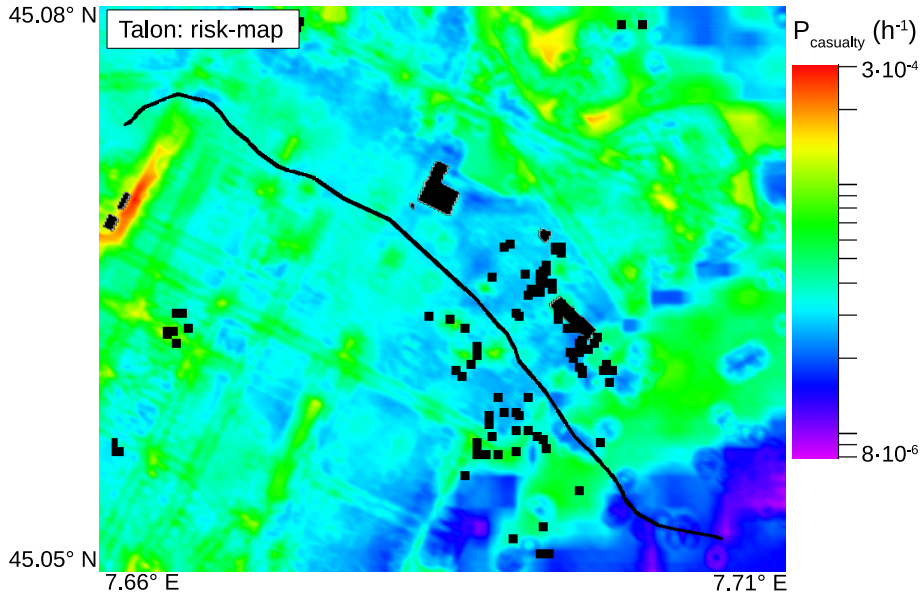 45.08° N
Talon: risk-map
P_casualty (h⁻¹)
3·10⁻⁴
8·10⁻⁶
45.05° N
7.66° E
7.71° E